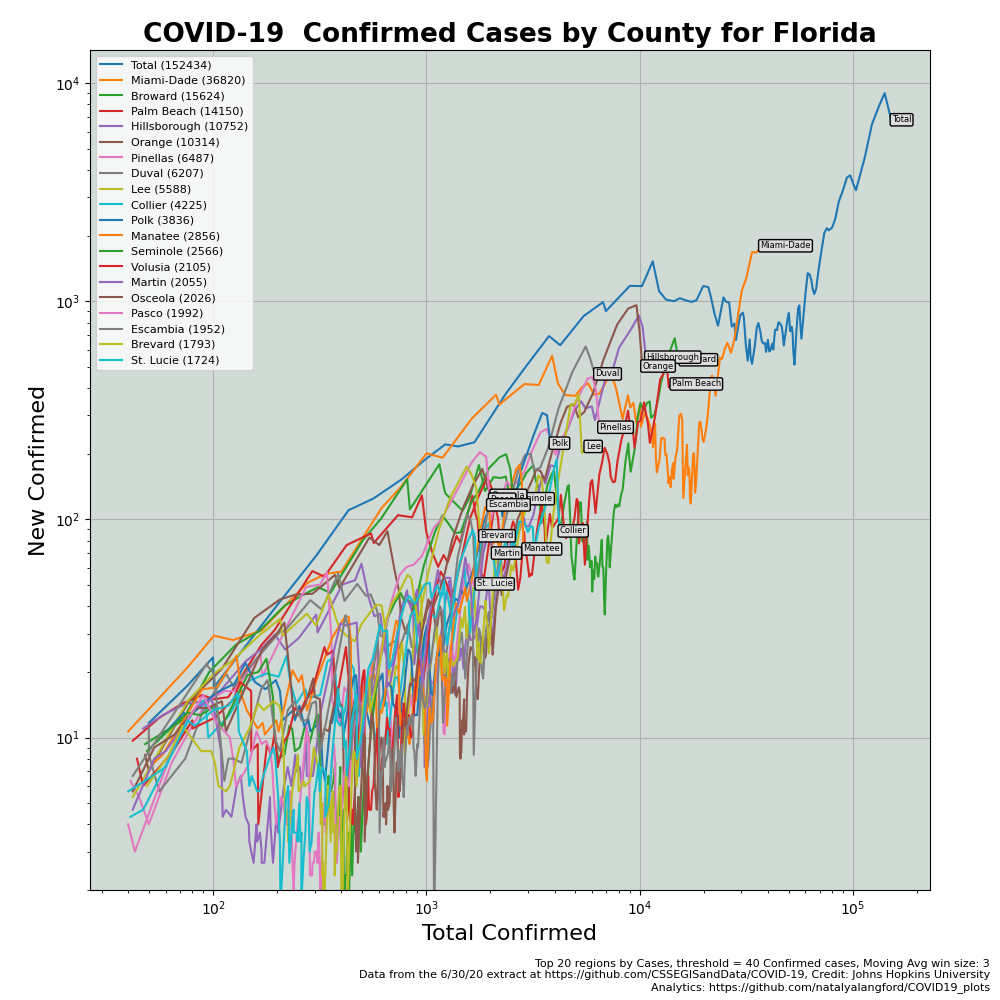 COVID-19  Confirmed Cases by County for Florida
Total (152434)
Miami-Dade (36820)
Broward (15624)
Palm Beach (14150)
Hillsborough (10752)
Orange (10314)
Pinellas (6487)
Duval (6207)
Lee (5588)
Collier (4225)
Polk (3836)
Manatee (2856)
Seminole (2566)
Volusia (2105)
Martin (2055)
Osceola (2026)
Pasco (1992)
Escambia (1952)
Brevard (1793)
St. Lucie (1724)
10⁴
10³
10²
10¹
New Confirmed
Total
Miami-Dade
Hillsborough
Orange
Duval
Palm Beach
Pinellas
Polk
Lee
Escambia
Collier
Brevard
Manatee
Martin
St. Lucie
10² 10³ 10⁴ 10⁵
Total Confirmed
Top 20 regions by Cases, threshold = 40 Confirmed cases, Moving Avg win size: 3
Data from the 6/30/20 extract at https://github.com/CSSEGISandData/COVID-19, Credit: Johns Hopkins University
Analytics: https://github.com/natalyalangford/COVID19_plots